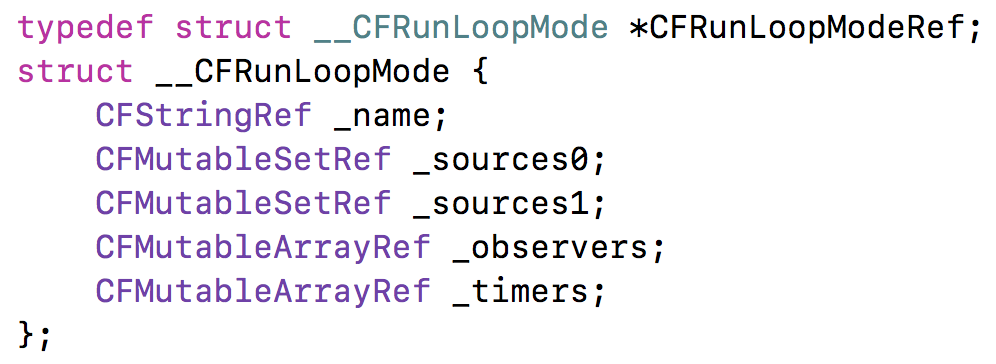 typedef struct __CFRunLoopMode *CFRunLoopModeRef;
struct __CFRunLoopMode {
    CFStringRef _name;
    CFMutableSetRef _sources0;
    CFMutableSetRef _sources1;
    CFMutableArrayRef _observers;
    CFMutableArrayRef _timers;
};